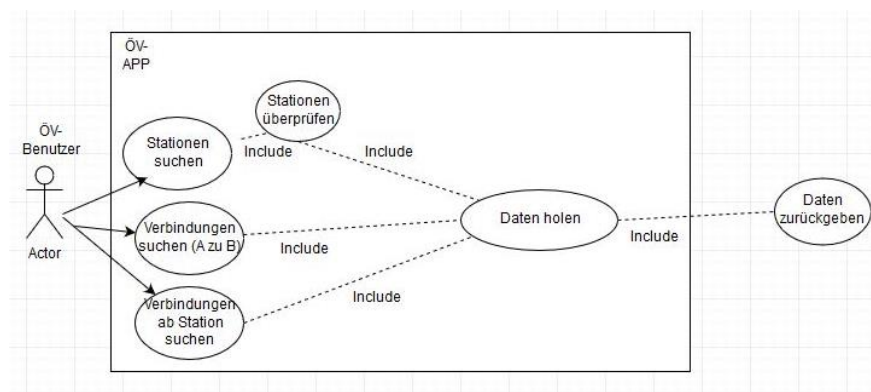 ÖV-
APP
ÖV-
Benutzer
Actor
Stationen
suchen
Include
Stationen
überprüfen
Include
Verbindungen
suchen (A zu B)
Include
Verbindungen
ab Station
suchen
Include
Daten holen
Include
Daten
zurückgeben